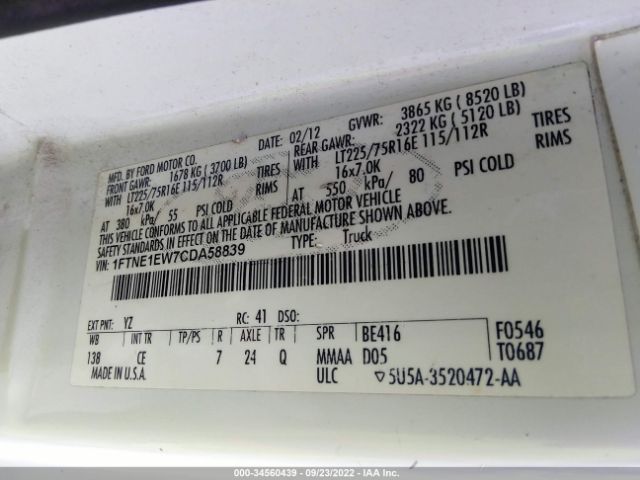 MFD. BY FORD MOTOR CO.
DATE: 02/12
GVWR: 3865 KG ( 8520 LB)
FRONT GAWR: 1678 KG ( 3700 LB)
REAR GAWR: 2322 KG ( 5120 LB)
WITH LT225/75R16E 115/112R TIRES
WITH LT225/75R16E 115/112R TIRES
16x7.0K RIMS
16x7.0K RIMS
AT 380 kPa/ 55 PSI COLD
AT 550 kPa/ 80 PSI COLD
THIS VEHICLE CONFORMS TO ALL APPLICABLE FEDERAL MOTOR VEHICLE
SAFETY STANDARDS IN EFFECT ON THE DATE OF MANUFACTURE SHOWN ABOVE.
VIN: 1FTNE1EW7CDA58839
TYPE: Truck
EXT PNT: YZ RC: 41 DSO:
WB INT TR TP/PS R AXLE TR SPR BE416 F0546
138 CE 7 24 Q MMAA D05 T0687
MADE IN U.S.A. ULC ▽5U5A-3520472-AA
000-34560439 - 09/23/2022 - IAA Inc.